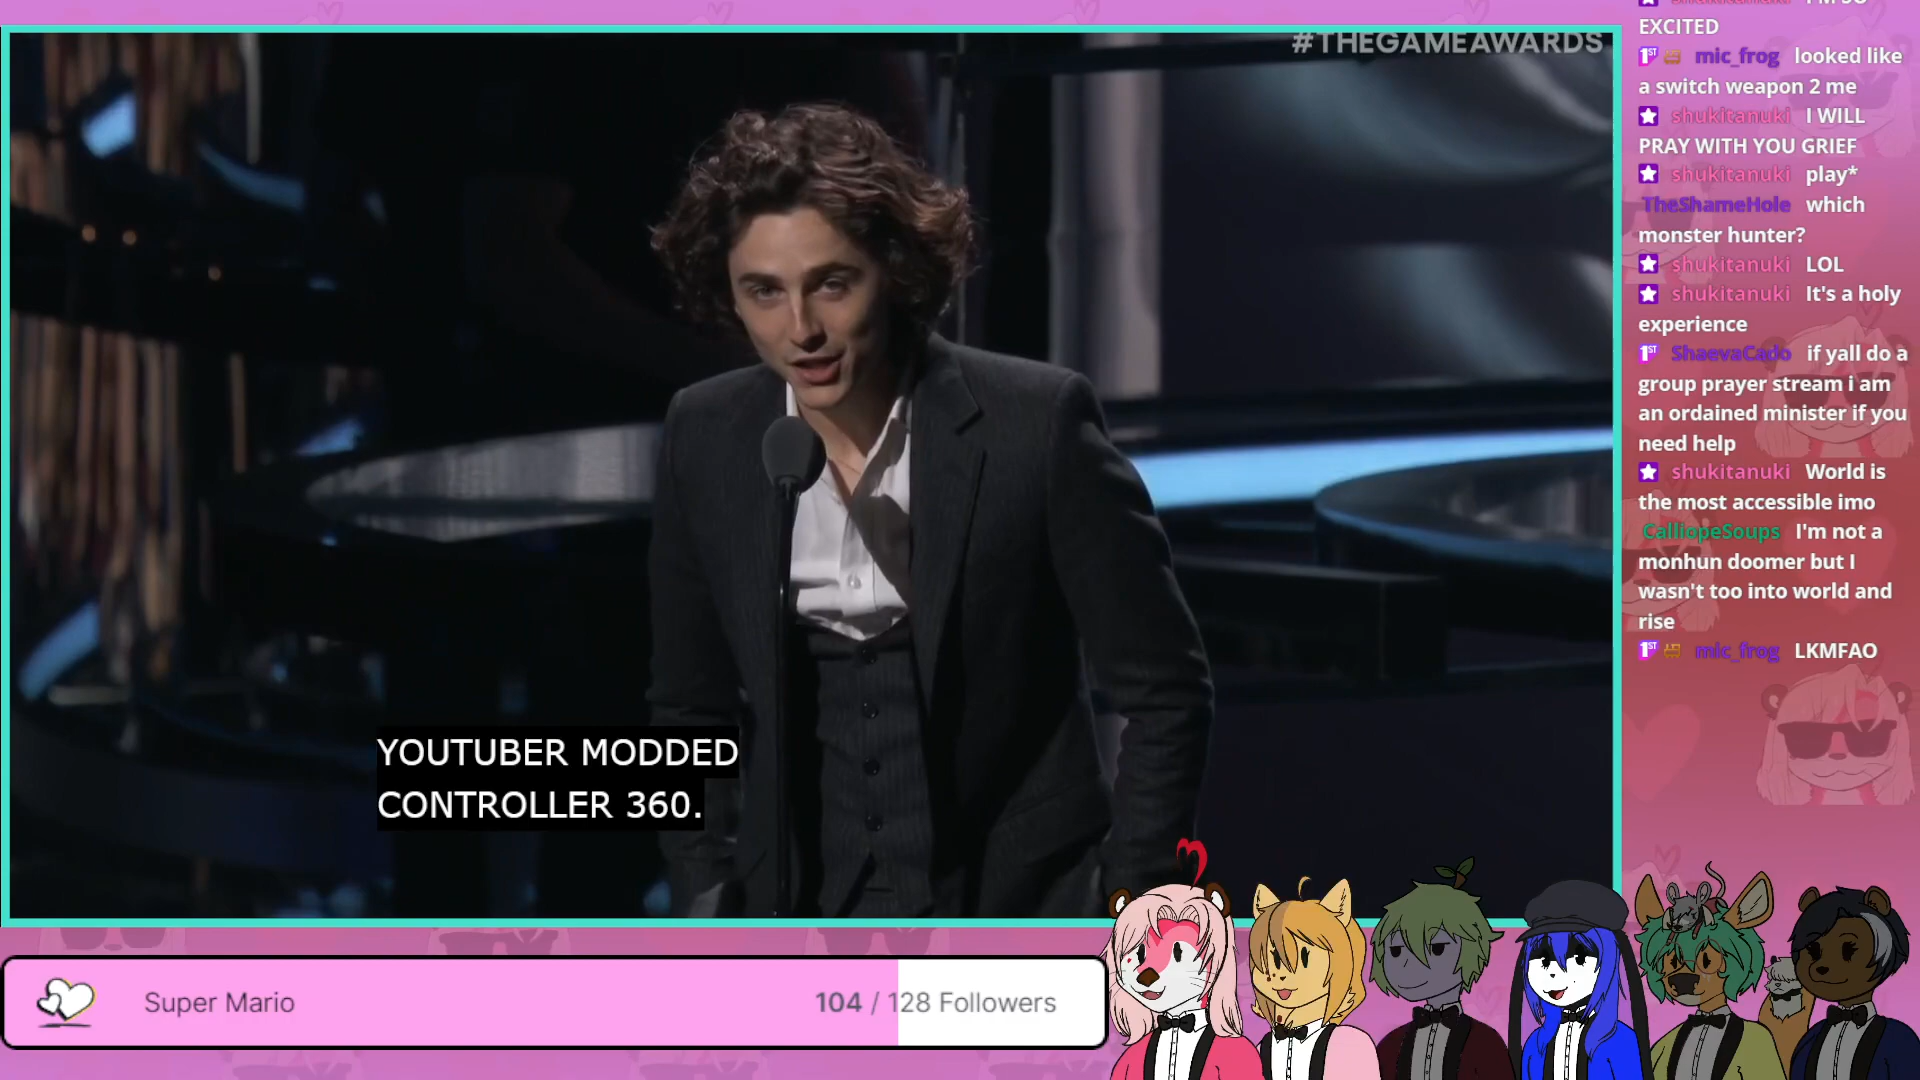 #THEGAMEAWARDS
EXCITED
1ST mic_frog looked like
a switch weapon 2 me
shukitanuki I WILL
PRAY WITH YOU GRIEF
shukitanuki play*
TheShameHole which
monster hunter?
shukitanuki LOL
shukitanuki It's a holy
experience
1ST ShaevaCado if yall do a
group prayer stream i am
an ordained minister if you
need help
shukitanuki World is
the most accessible imo
CalliopeSoups I'm not a
monhun doomer but I
wasn't too into world and
rise
1ST mic_frog LKMFAO
YOUTUBER MODDED
CONTROLLER 360.
Super Mario 104 / 128 Followers